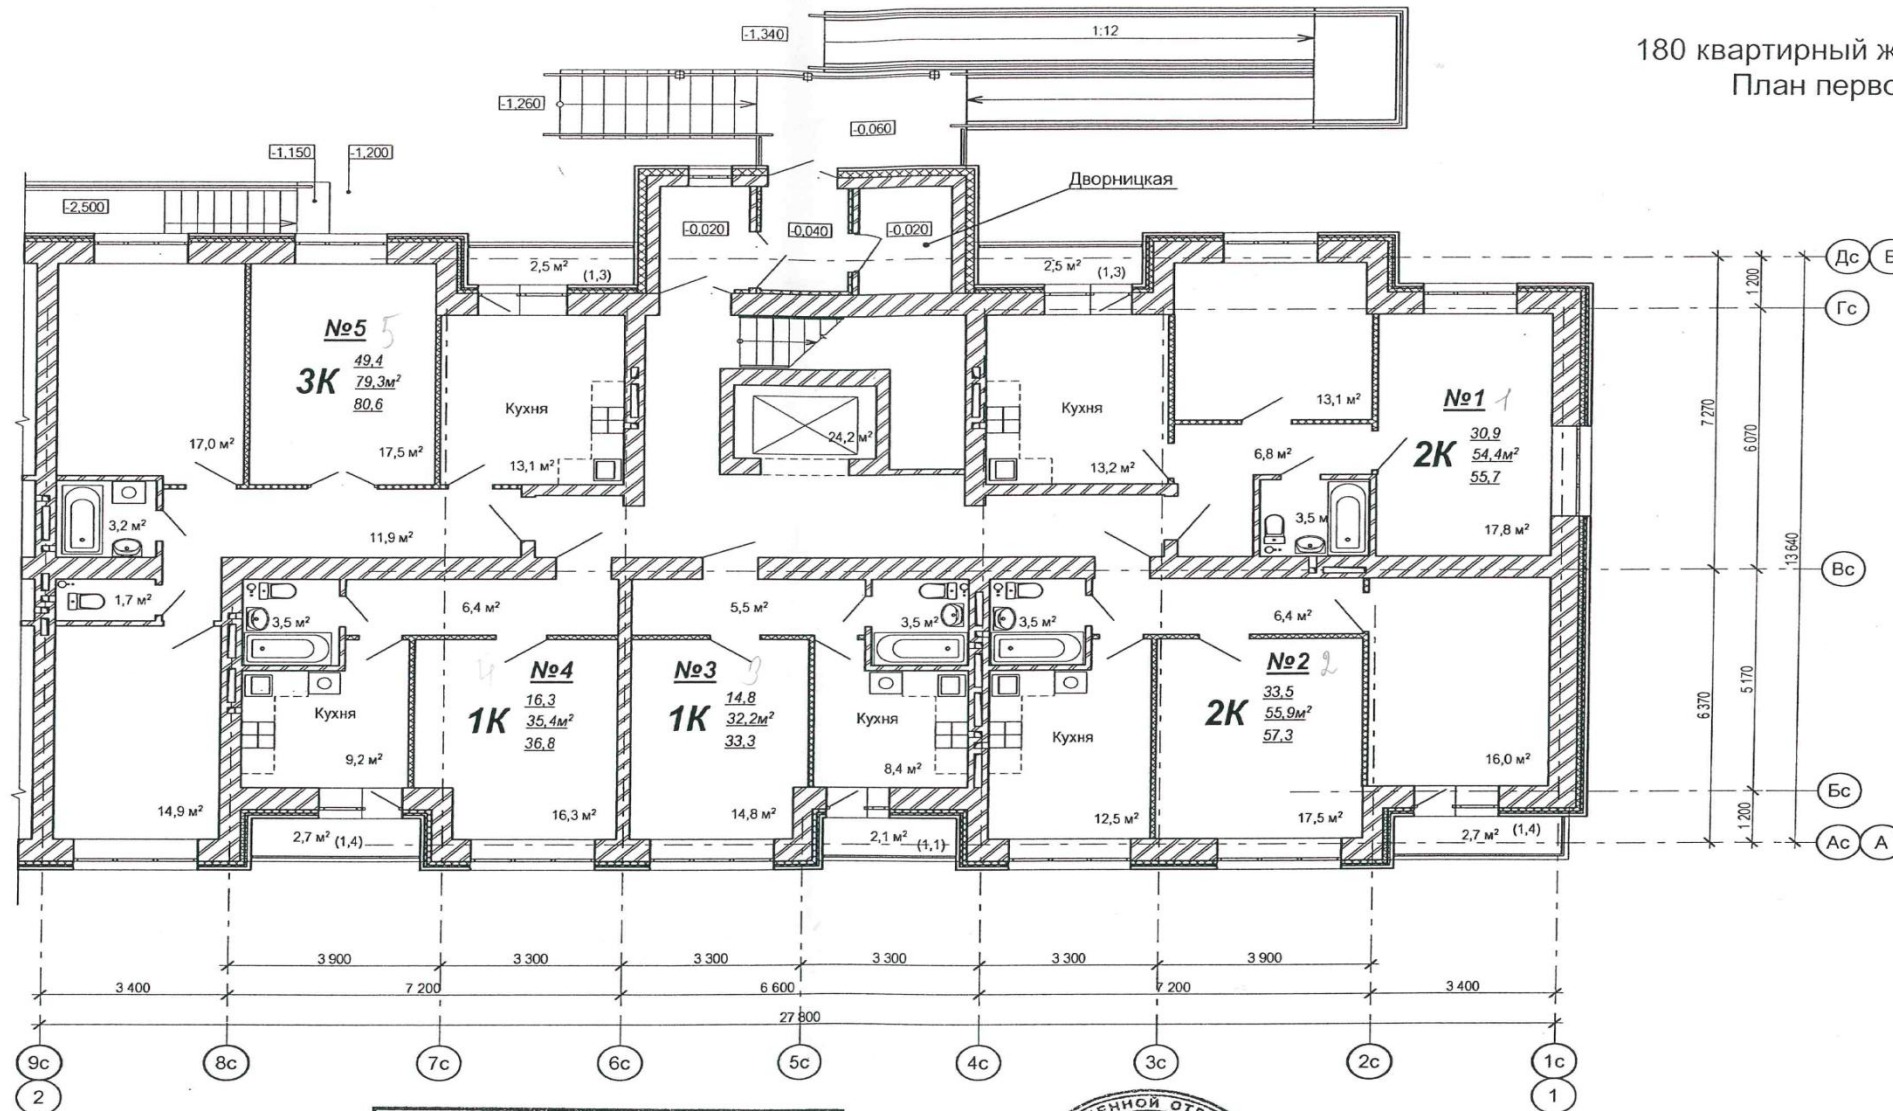 180 квартирный ж
План перво
-1,340
1:12
-1,260
-0,060
-1,150
-1,200
Дворницкая
-2,500
-0,020
-0,040
-0,020
2,5 м² (1,3)
2,5 м² (1,3)
Дс
Гс
Вс
Бс
Ас
А
1 200
7 270
6 070
13 640
6 370
5 170
1 200
№5 5
3К
49,4
79,3м²
80,6
17,0 м²
17,5 м²
Кухня
13,1 м²
24,2 м²
Кухня
13,2 м²
13,1 м²
№1 1
2К
30,9
54,4м²
55,7
6,8 м²
3,5 м
17,8 м²
3,2 м²
11,9 м²
1,7 м²
3,5 м²
6,4 м²
5,5 м²
3,5 м²
3,5 м²
6,4 м²
4 №4
1К
16,3
35,4м²
36,8
№3 3
1К
14,8
32,2м²
33,3
№2 2
2К
33,5
55,9м²
57,3
Кухня
9,2 м²
Кухня
8,4 м²
Кухня
12,5 м²
14,9 м²
16,3 м²
14,8 м²
17,5 м²
16,0 м²
2,7 м² (1,4)
2,1 м² (1,1)
2,7 м² (1,4)
3 900
3 300
3 300
3 300
3 300
3 900
3 400
7 200
6 600
7 200
3 400
27 800
9с
8с
7с
6с
5с
4с
3с
2с
1с
2
1